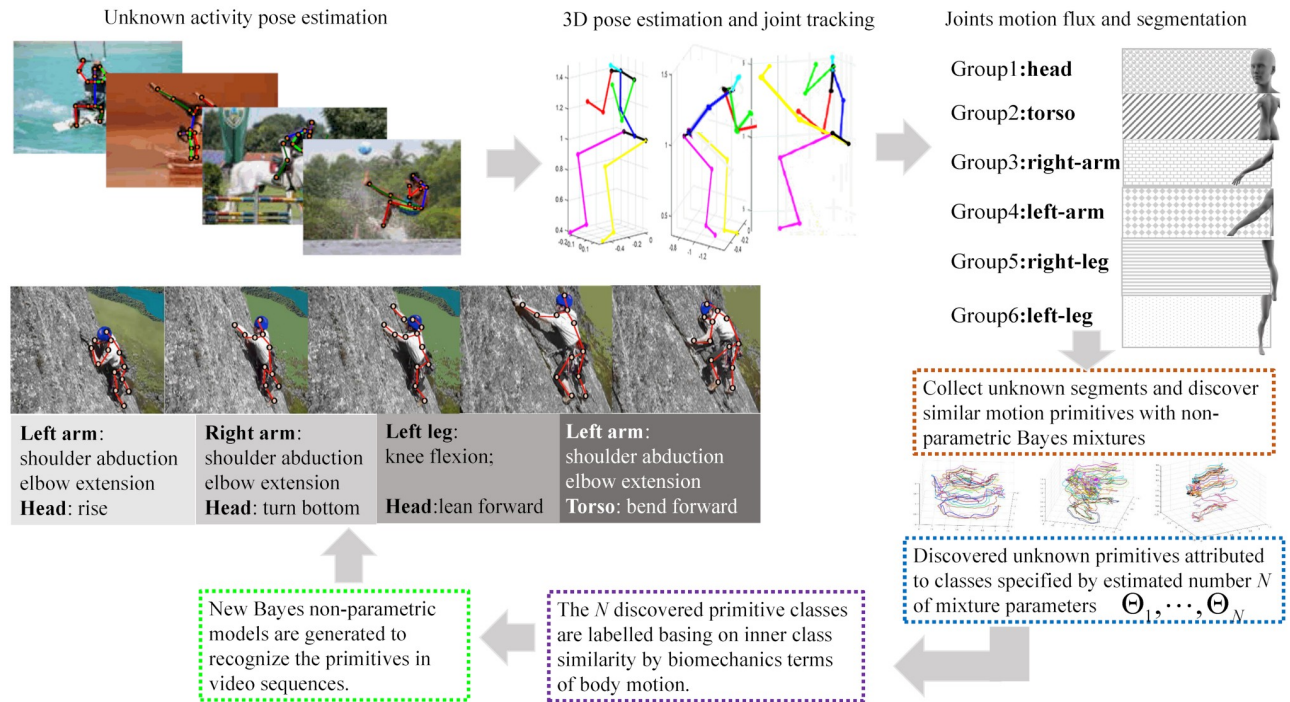 Unknown activity pose estimation
3D pose estimation and joint tracking
Joints motion flux and segmentation
Group1:head
Group2:torso
Group3:right-arm
Group4:left-arm
Group5:right-leg
Group6:left-leg
Collect unknown segments and discover
similar motion primitives with non-
parametric Bayes mixtures
Discovered unknown primitives attributed
to classes specified by estimated number N
of mixture parameters Θ1,⋯,ΘN
The N discovered primitive classes
are labelled basing on inner class
similarity by biomechanics terms
of body motion.
New Bayes non-parametric
models are generated to
recognize the primitives in
video sequences.
Left arm:
shoulder abduction
elbow extension
Head: rise
Right arm:
shoulder abduction
elbow extension
Head: turn bottom
Left leg:
knee flexion;
Head:lean forward
Left arm:
shoulder abduction
elbow extension
Torso: bend forward